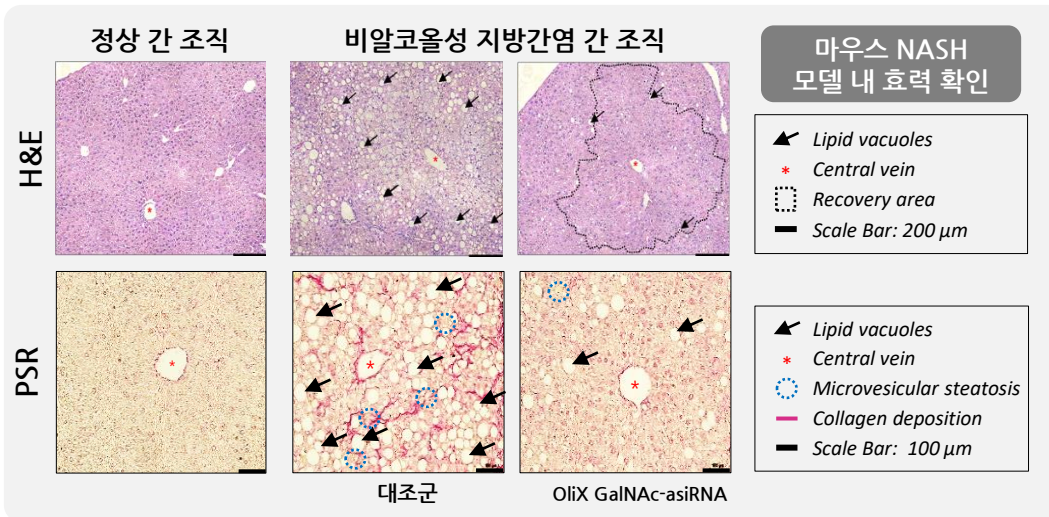 정상 간 조직
비알코올성 지방간염 간 조직
마우스 NASH
모델 내 효력 확인
H&E
*
*
*
Lipid vacuoles
* Central vein
Recovery area
Scale Bar: 200 μm
PSR
*
*
*
Lipid vacuoles
* Central vein
Microvesicular steatosis
Collagen deposition
Scale Bar: 100 μm
대조군
OliX GalNAc-asiRNA